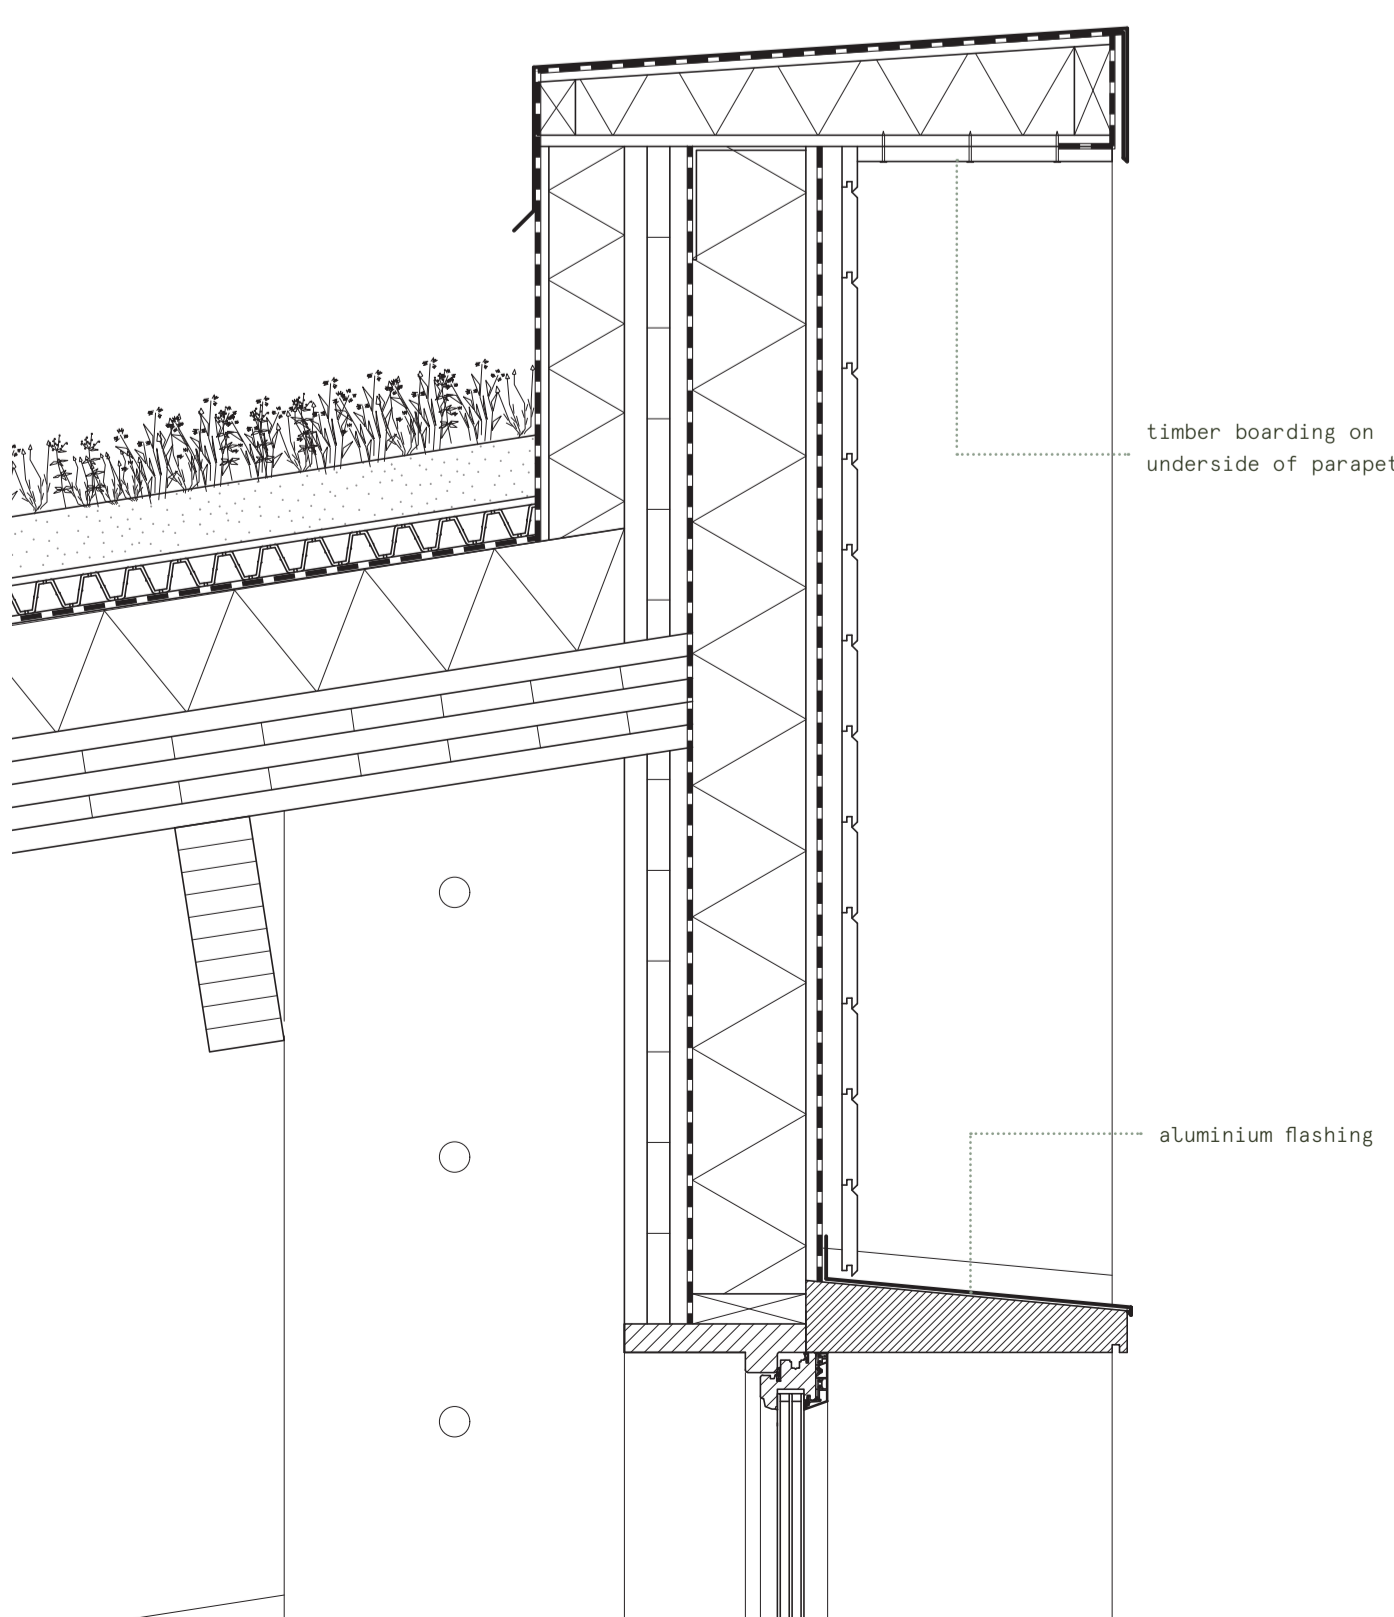 timber boarding on
underside of parapet
aluminium flashing